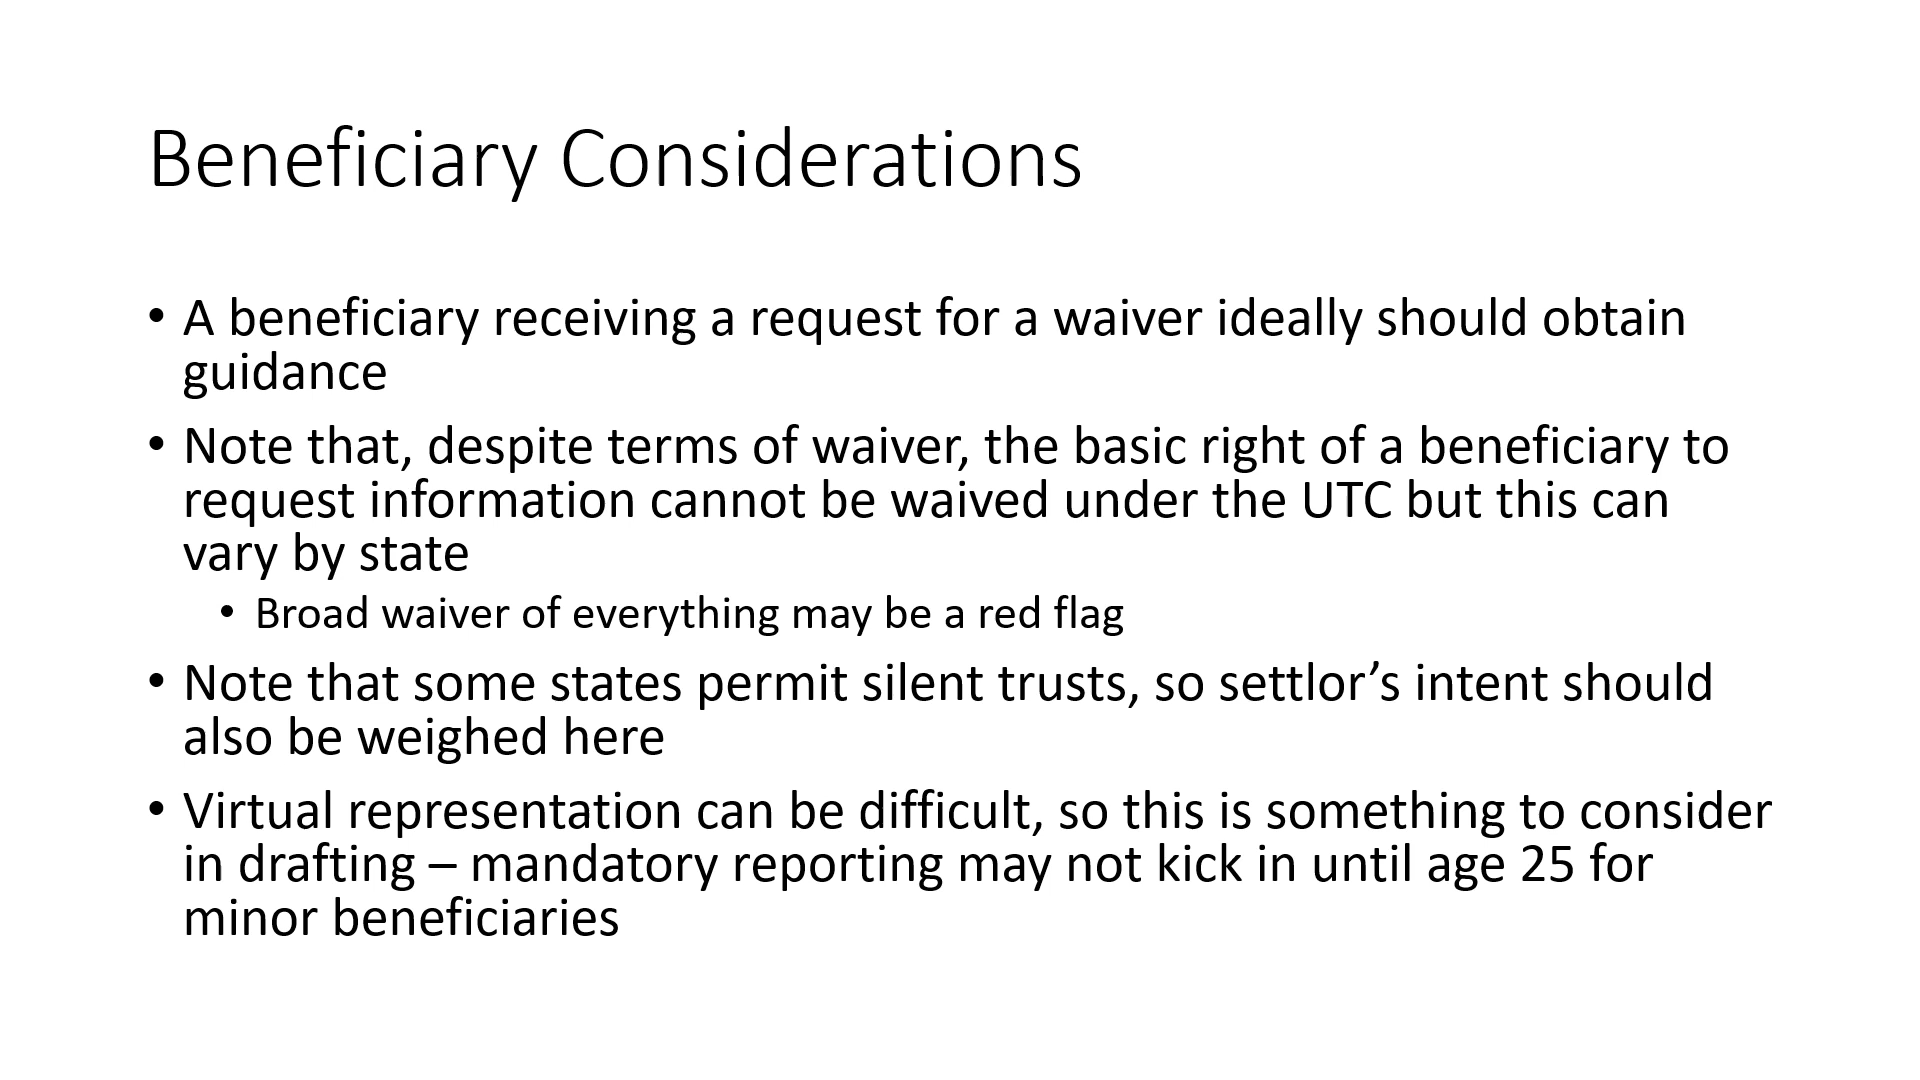 Beneficiary Considerations
• A beneficiary receiving a request for a waiver ideally should obtain
guidance
• Note that, despite terms of waiver, the basic right of a beneficiary to
request information cannot be waived under the UTC but this can
vary by state
• Broad waiver of everything may be a red flag
• Note that some states permit silent trusts, so settlor’s intent should
also be weighed here
• Virtual representation can be difficult, so this is something to consider
in drafting – mandatory reporting may not kick in until age 25 for
minor beneficiaries